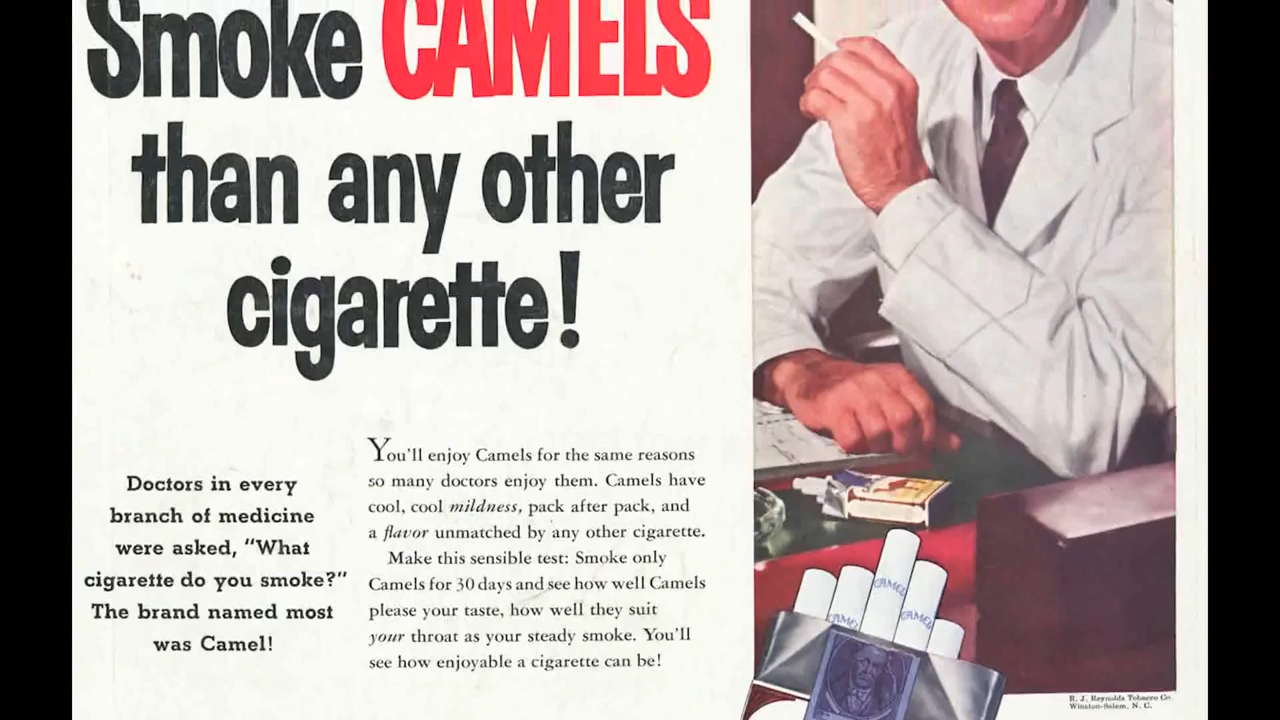 Smoke CAMELS
than any other
cigarette!
Doctors in every
branch of medicine
were asked, "What
cigarette do you smoke?"
The brand named most
was Camel!
You'll enjoy Camels for the same reasons
so many doctors enjoy them. Camels have
cool, cool mildness, pack after pack, and
a flavor unmatched by any other cigarette.
Make this sensible test: Smoke only
Camels for 30 days and see how well Camels
please your taste, how well they suit
your throat as your steady smoke. You'll
see how enjoyable a cigarette can be!
CAMEL
CAMEL
CAMEL
R. J. Reynolds Tobacco Co.
Winston-Salem, N. C.